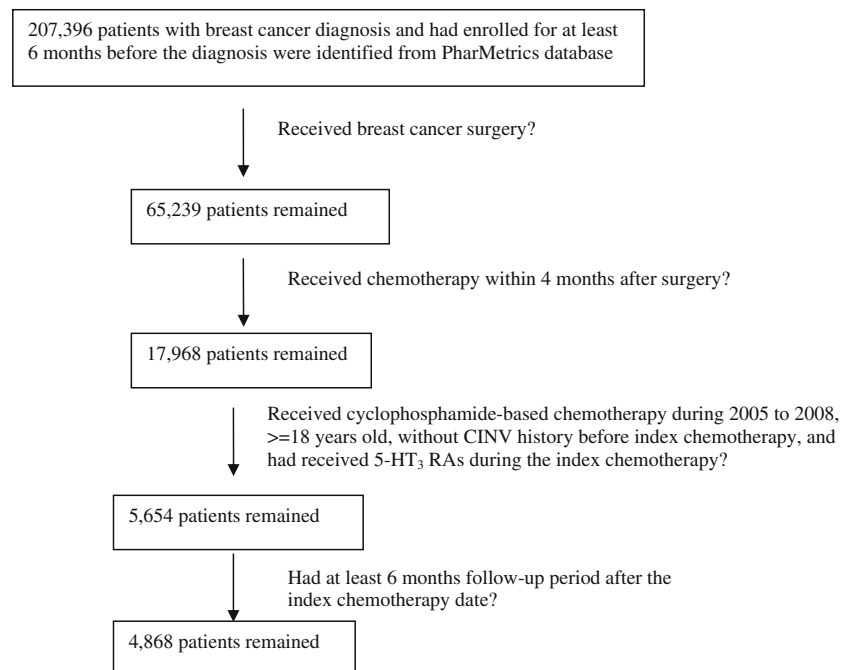 207,396 patients with breast cancer diagnosis and had enrolled for at least
6 months before the diagnosis were identified from PharMetrics database
Received breast cancer surgery?
65,239 patients remained
Received chemotherapy within 4 months after surgery?
17,968 patients remained
Received cyclophosphamide-based chemotherapy during 2005 to 2008,
>=18 years old, without CINV history before index chemotherapy, and
had received 5-HT₃ RAs during the index chemotherapy?
5,654 patients remained
Had at least 6 months follow-up period after the
index chemotherapy date?
4,868 patients remained